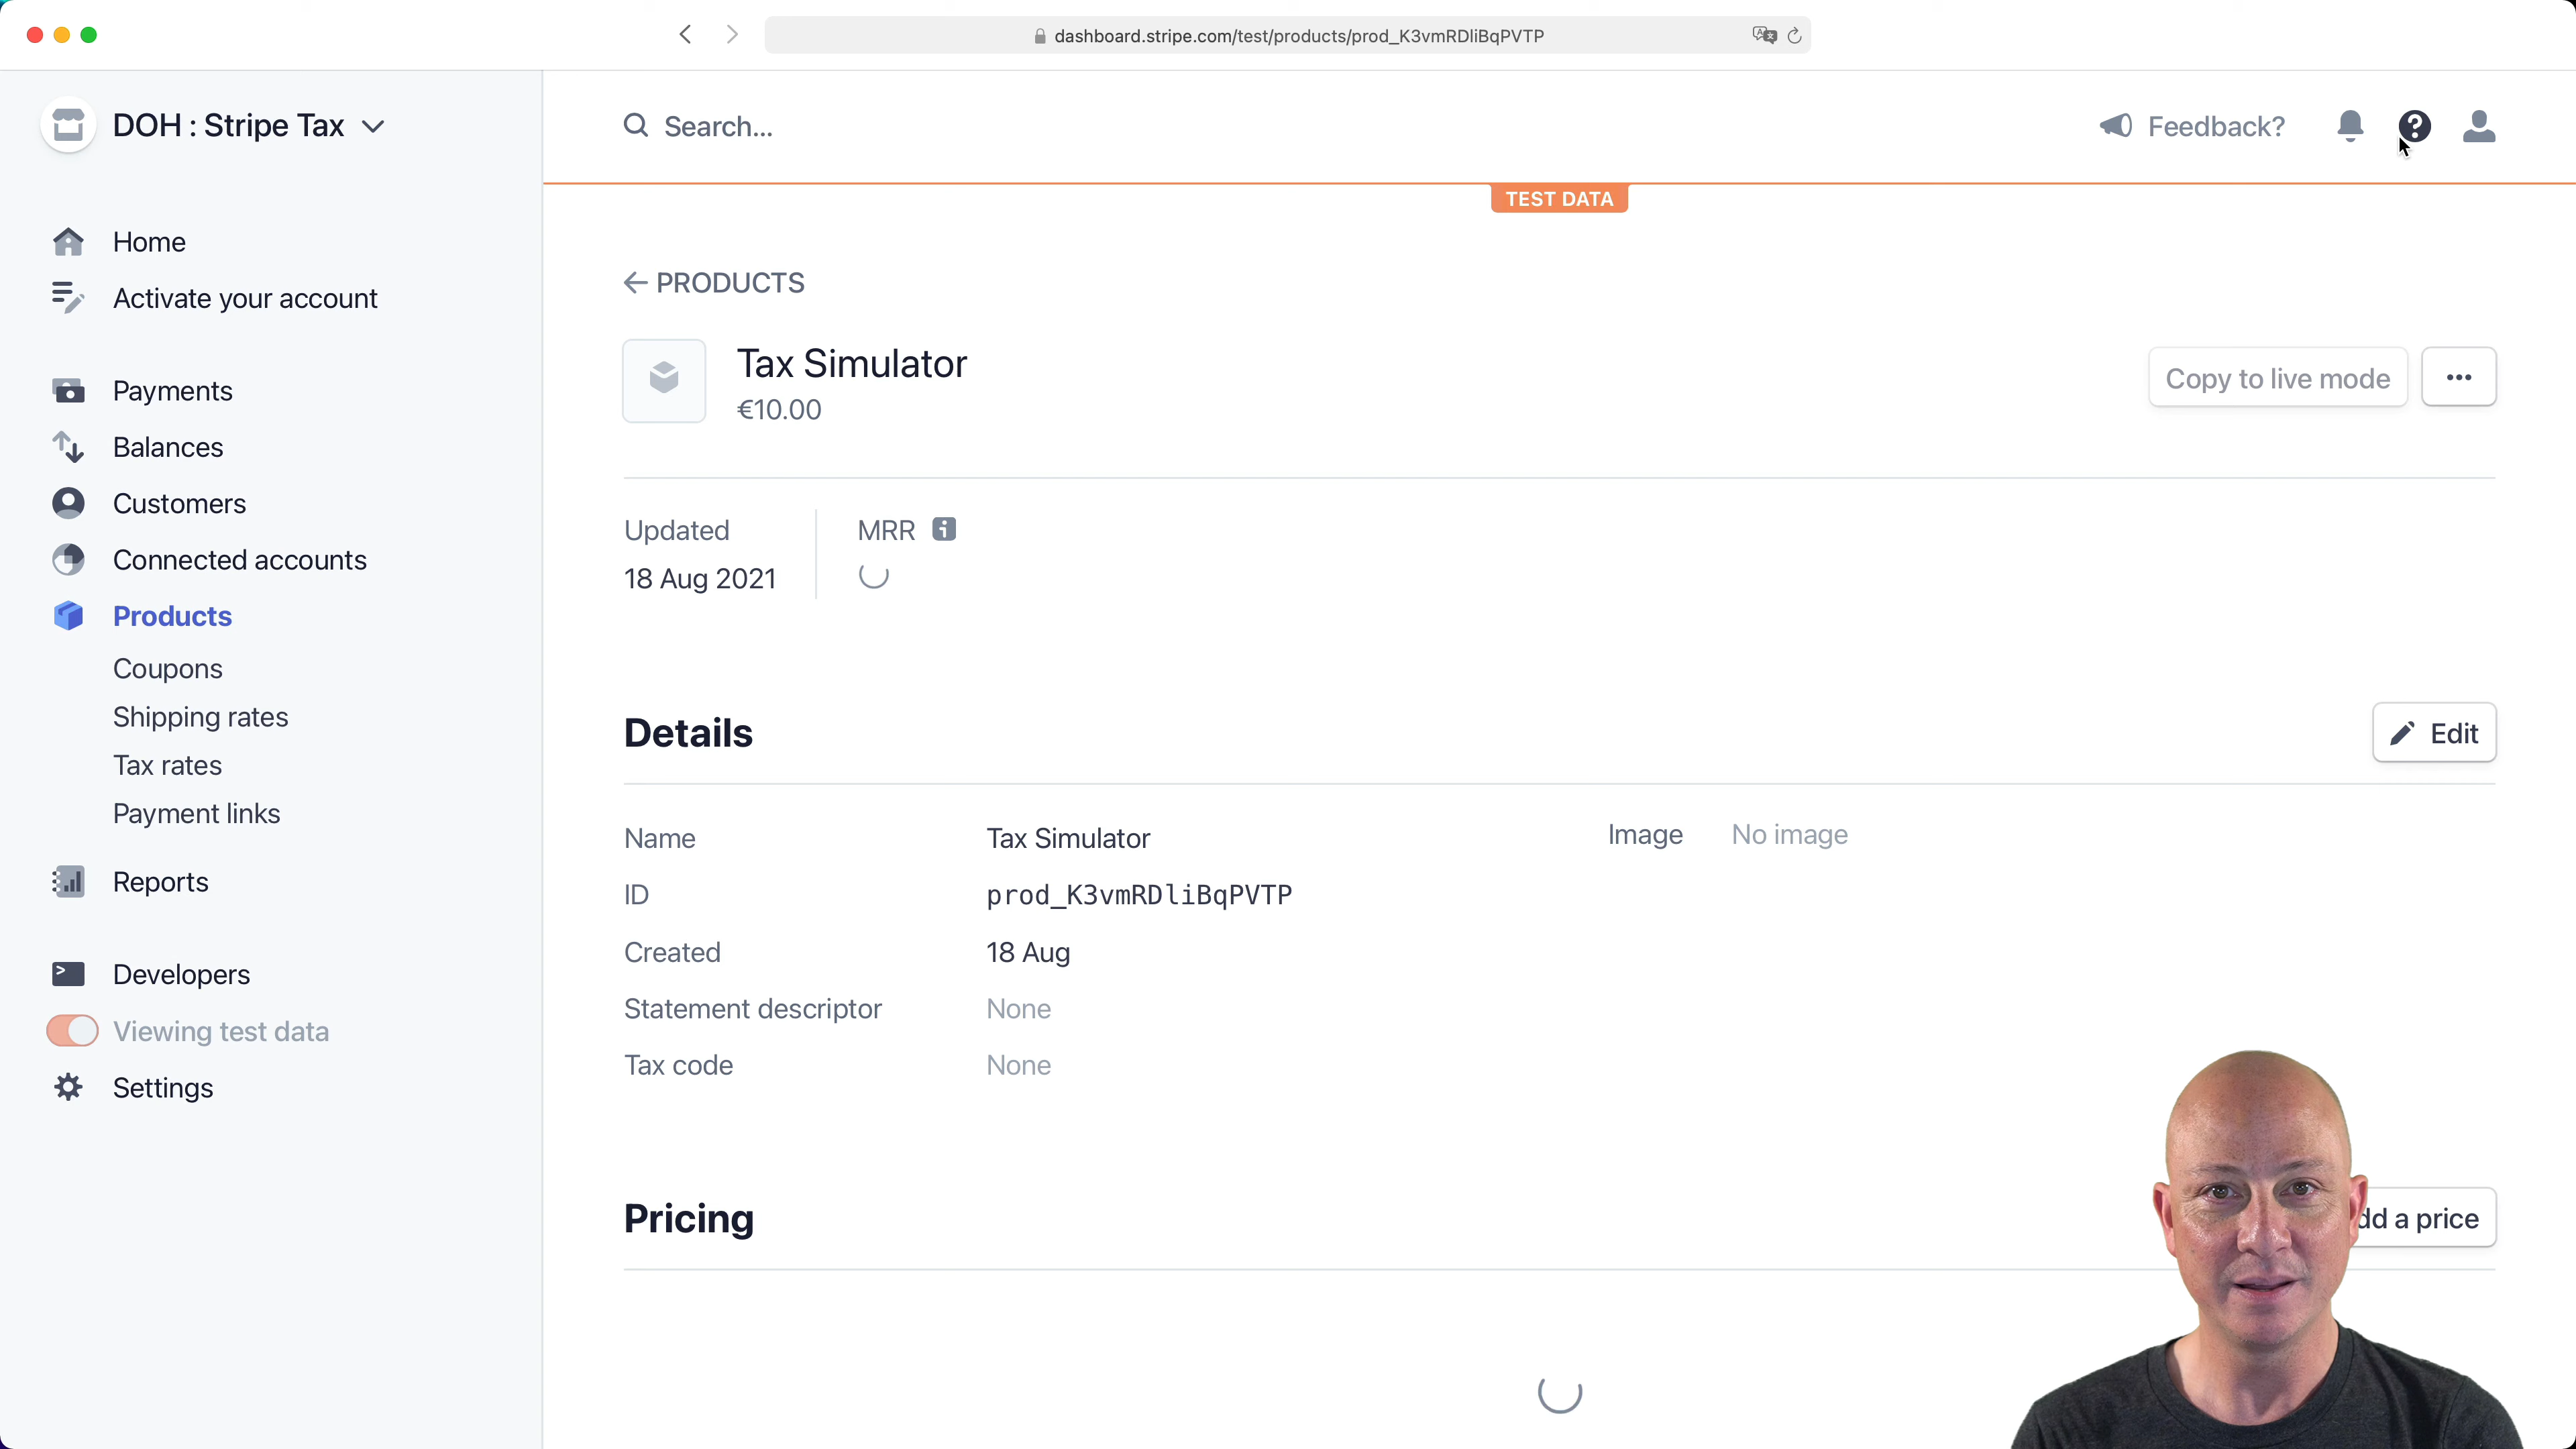 dashboard.stripe.com/test/products/prod_K3vmRDliBqPVTP
DOH : Stripe Tax
Search...
Feedback?
TEST DATA
Home
Activate your account
Payments
Balances
Customers
Connected accounts
Products
Coupons
Shipping rates
Tax rates
Payment links
Reports
Developers
Viewing test data
Settings
PRODUCTS
Tax Simulator
€10.00
Copy to live mode
Updated
18 Aug 2021
MRR
Details
Edit
Name
Tax Simulator
ID
prod_K3vmRDliBqPVTP
Created
18 Aug
Statement descriptor
None
Tax code
None
Image
No image
Pricing
a price